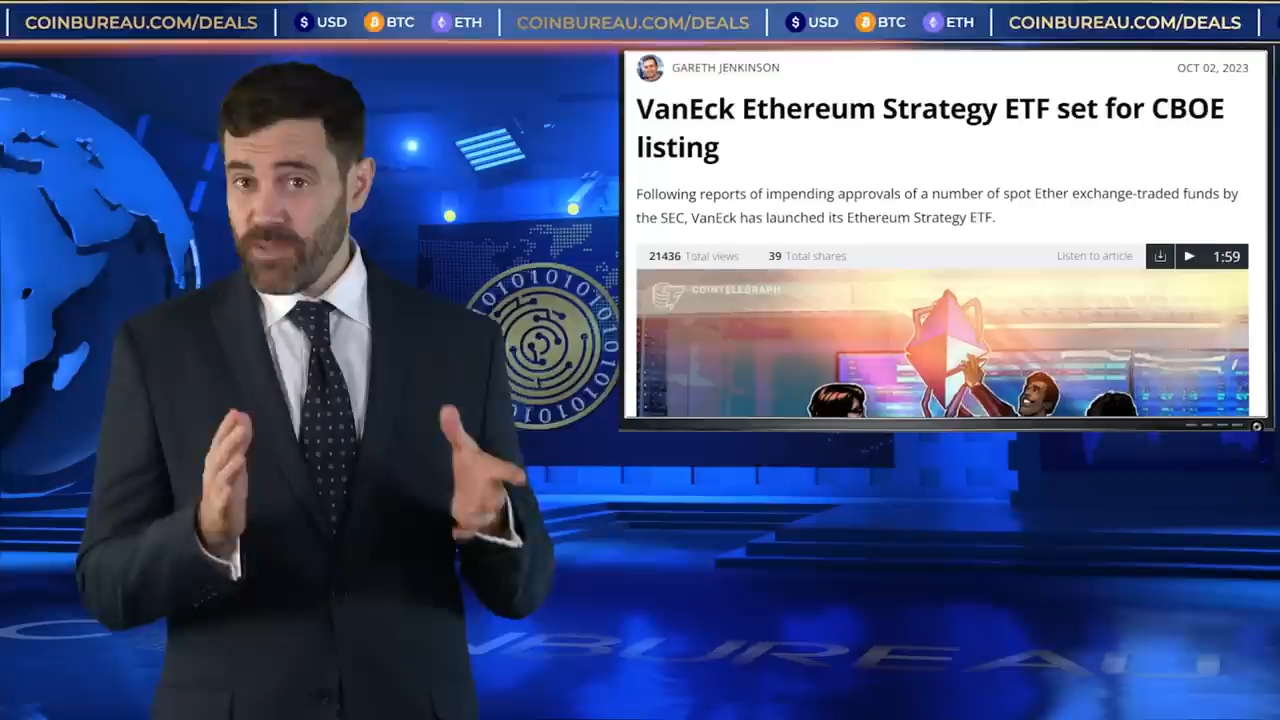 COINBUREAU.COM/DEALS $ USD BTC ETH COINBUREAU.COM/DEALS $ USD BTC ETH COINBUREAU.COM/DEALS
GARETH JENKINSON OCT 02, 2023
VanEck Ethereum Strategy ETF set for CBOE
listing
Following reports of impending approvals of a number of spot Ether exchange-traded funds by
the SEC, VanEck has launched its Ethereum Strategy ETF.
21436 Total views 39 Total shares Listen to article 1:59
COINTELEGRAPH